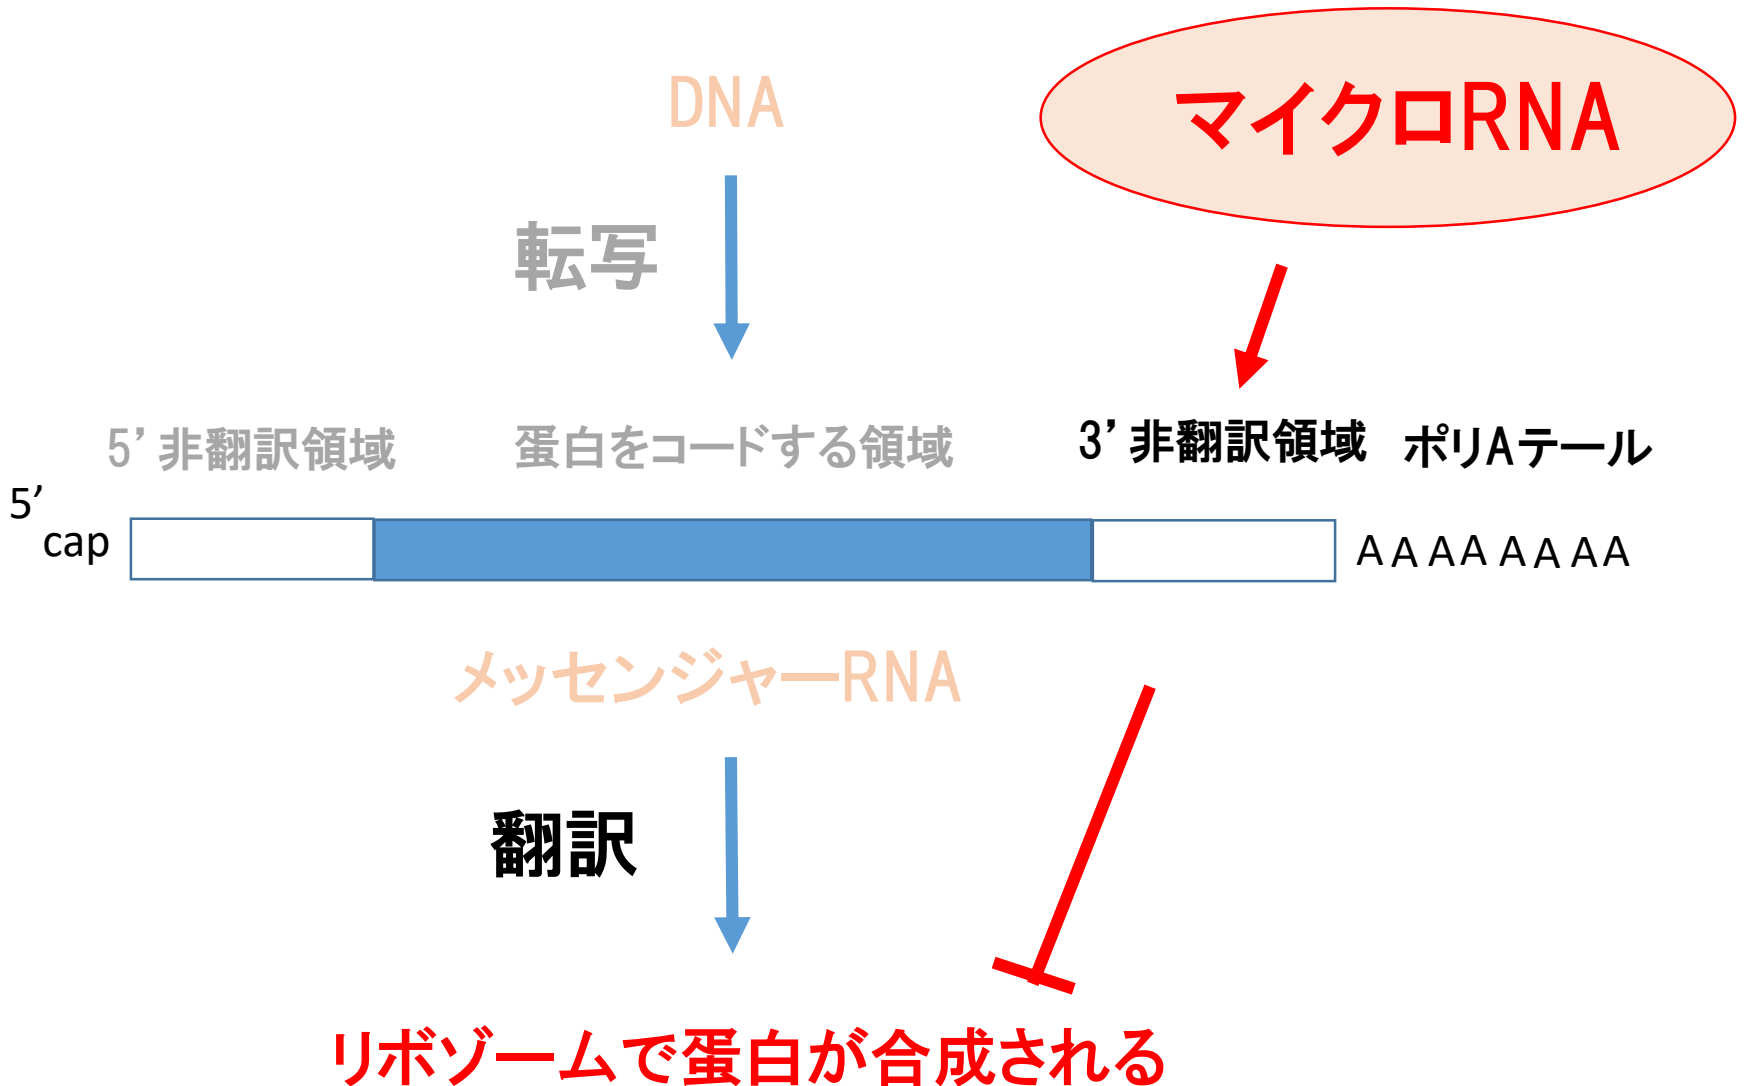 DNA
マイクロRNA
転写
5’非翻訳領域
蛋白をコードする領域
3’非翻訳領域
ポリAテール
5’
cap
A A A A A A A A
メッセンジャーRNA
翻訳
リボゾームで蛋白が合成される